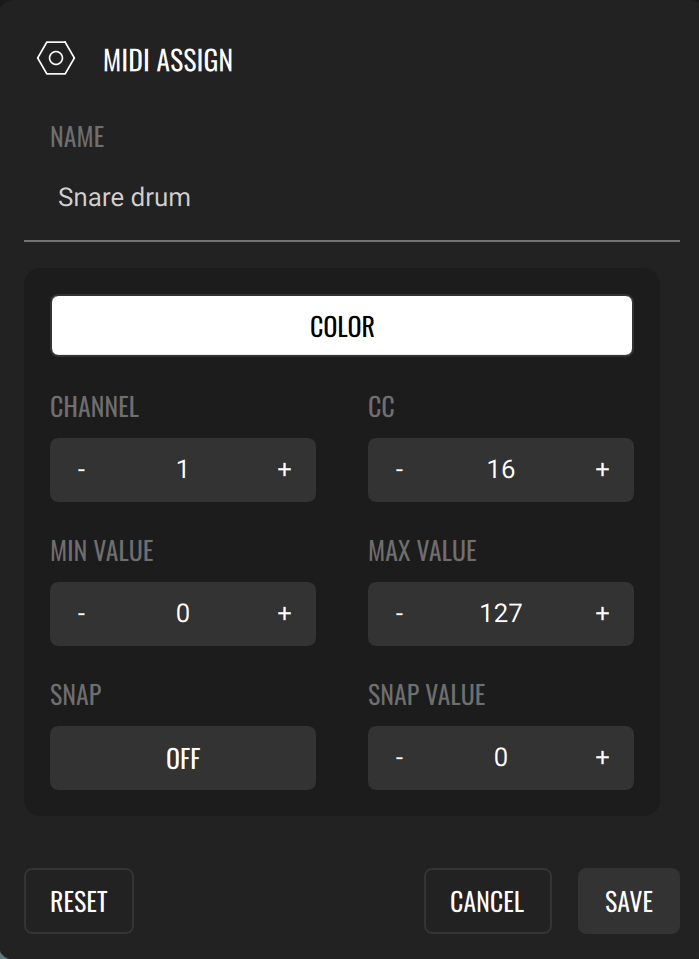 MIDI ASSIGN
NAME
Snare drum
COLOR
CHANNEL CC
- 1 + - 16 +
MIN VALUE MAX VALUE
- 0 + - 127 +
SNAP SNAP VALUE
OFF - 0 +
RESET CANCEL SAVE